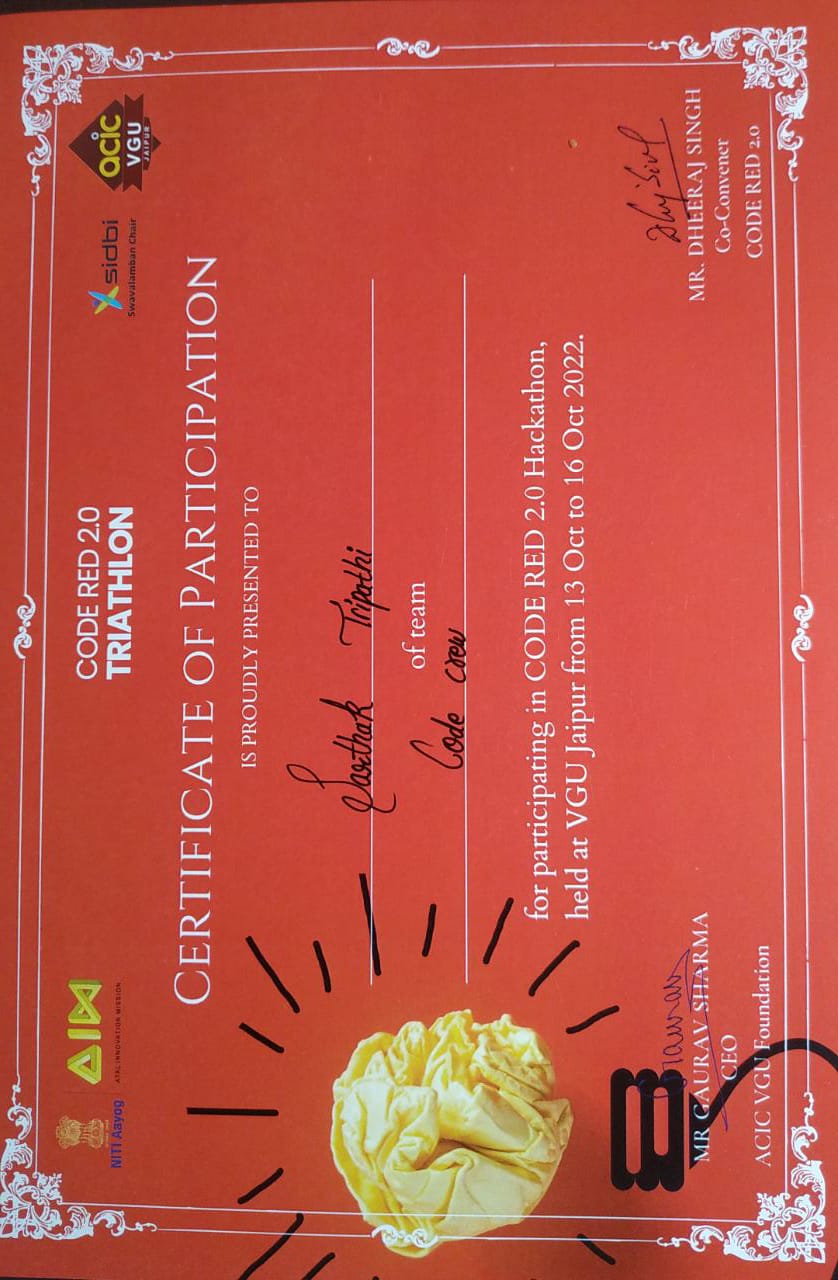 NITI Aayog
AIM
ATAL INNOVATION MISSION
CODE RED 2.0
TRIATHLON
sidbi
Swavalamban Chair
acic
VGU
JAIPUR
CERTIFICATE OF PARTICIPATION
IS PROUDLY PRESENTED TO
Sarthak Tripathi
of team
Code crew
for participating in CODE RED 2.0 Hackathon,
held at VGU Jaipur from 13 Oct to 16 Oct 2022.
MR GAURAV SHARMA
CEO
ACIC VGU Foundation
MR. DHEERAJ SINGH
Co-Convener
CODE RED 2.0